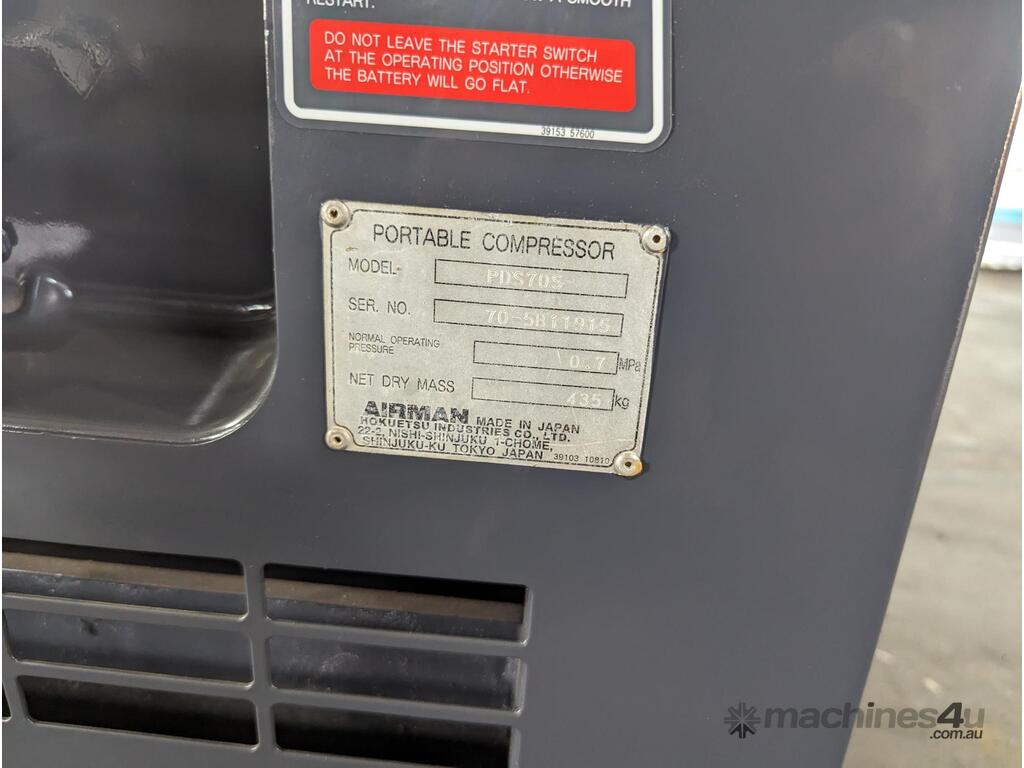 RESTART. A SMOOTH
DO NOT LEAVE THE STARTER SWITCH
AT THE OPERATING POSITION OTHERWISE
THE BATTERY WILL GO FLAT.
39153 57600
PORTABLE COMPRESSOR
MODEL PDS70S
SER. NO. 70-5B11915
NORMAL OPERATING
PRESSURE 0.7 MPa
NET DRY MASS 435 kg
AIRMAN MADE IN JAPAN
HOKUETSU INDUSTRIES CO., LTD.
22-2, NISHI-SHINJUKU 1-CHOME,
SHINJUKU-KU TOKYO JAPAN 39103 10810
machines4u
.com.au